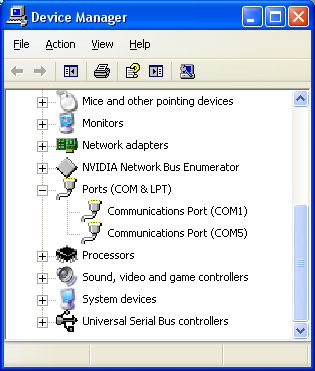 Device Manager
File Action View Help
Mice and other pointing devices
Monitors
Network adapters
NVIDIA Network Bus Enumerator
Ports (COM & LPT)
Communications Port (COM1)
Communications Port (COM5)
Processors
Sound, video and game controllers
System devices
Universal Serial Bus controllers